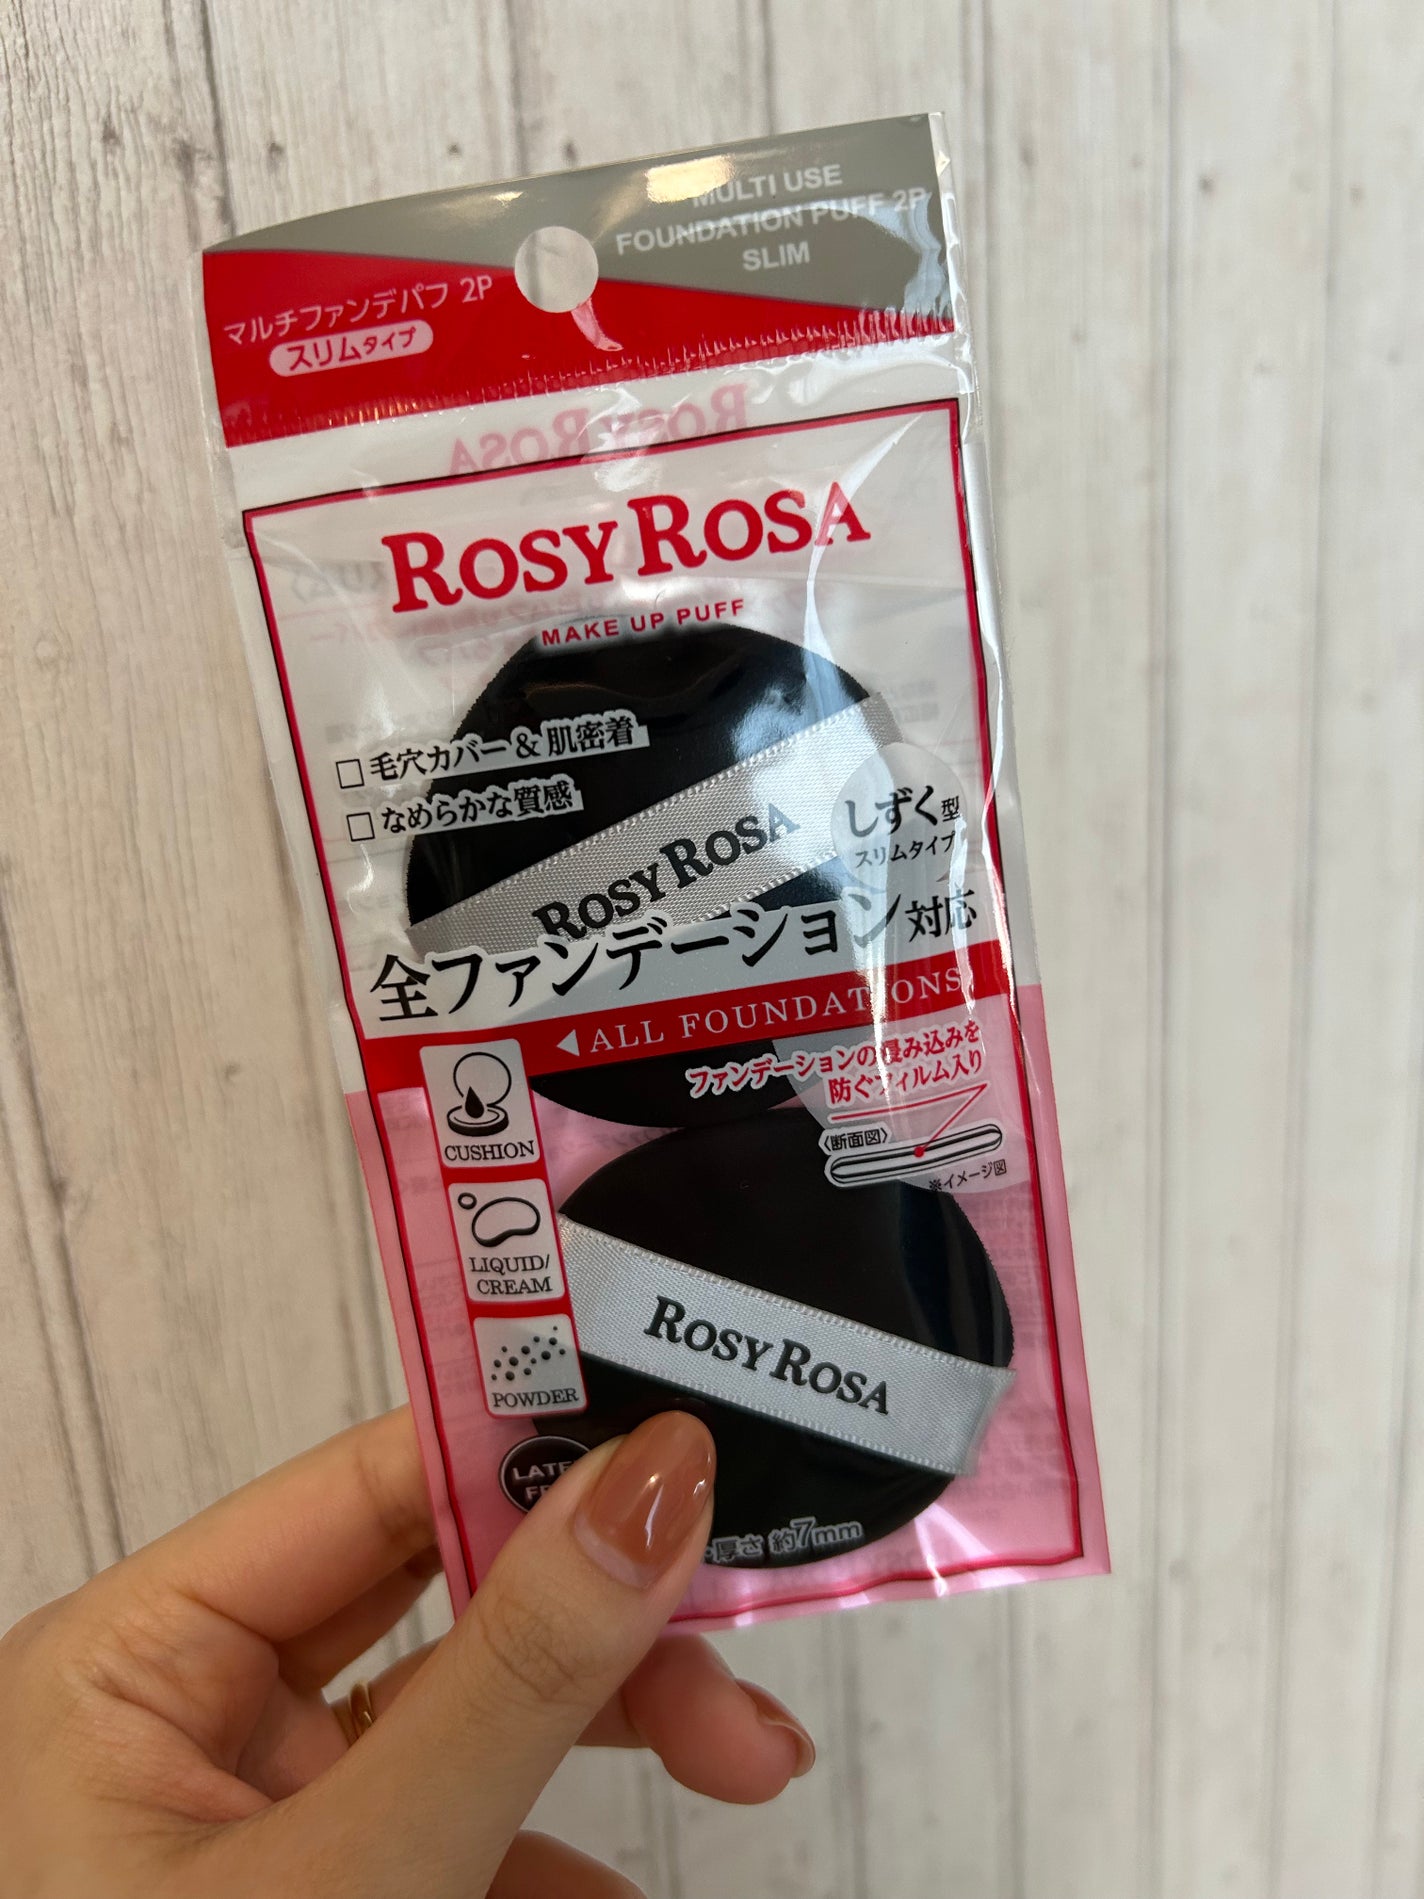 MULTI USE
FOUNDATION PUFF 2P
SLIM
マルチファンデパフ 2P
スリムタイプ
ROSY ROSA
ROSY ROSA
MAKE UP PUFF
□ 毛穴カバー & 肌密着
□ なめらかな質感
ROSY ROSA
しずく型
スリムタイプ
全ファンデーション対応
◀ALL FOUNDATIONS
ファンデーションの浸み込みを
防ぐフィルム入り
〈断面図〉
※イメージ図
CUSHION
LIQUID/
CREAM
POWDER
ROSY ROSA
・厚さ 約7mm